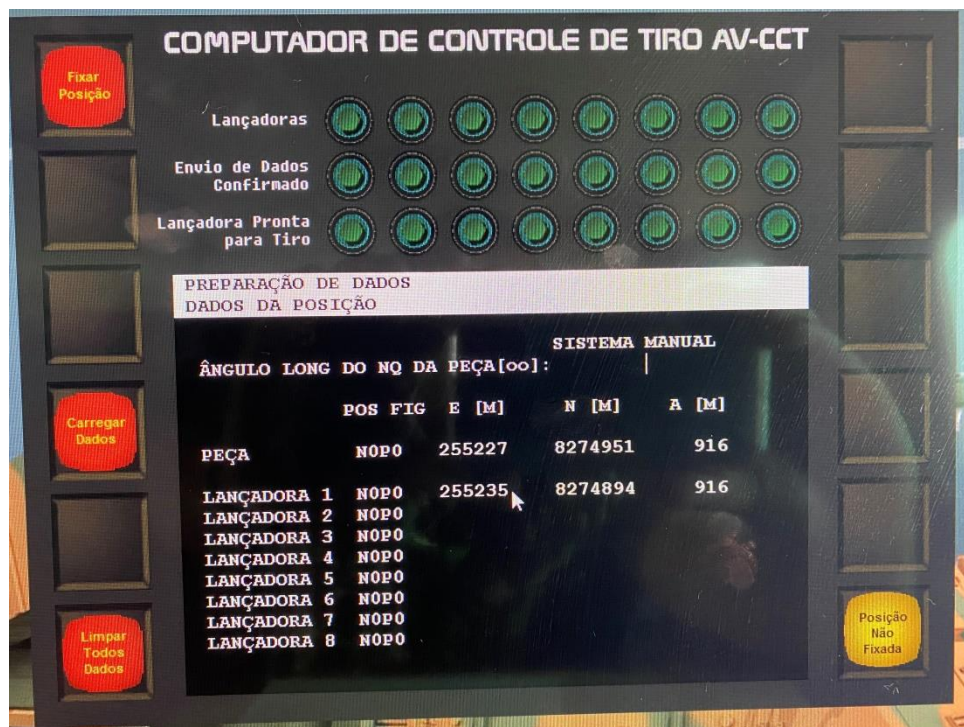 COMPUTADOR DE CONTROLE DE TIRO AV-CCT
Fixar
Posição
Lançadoras
Envio de Dados
Confirmado
Lançadora Pronta
para Tiro
PREPARAÇÃO DE DADOS
DADOS DA POSIÇÃO
SISTEMA MANUAL
ÂNGULO LONG DO NQ DA PEÇA[oo]:
POS FIG E [M] N [M] A [M]
PEÇA NOPO 255227 8274951 916
LANÇADORA 1 NOPO 255235 8274894 916
LANÇADORA 2 NOPO
LANÇADORA 3 NOPO
LANÇADORA 4 NOPO
LANÇADORA 5 NOPO
LANÇADORA 6 NOPO
LANÇADORA 7 NOPO
LANÇADORA 8 NOPO
Carregar
Dados
Limpar
Todos
Dados
Posição
Não
Fixada